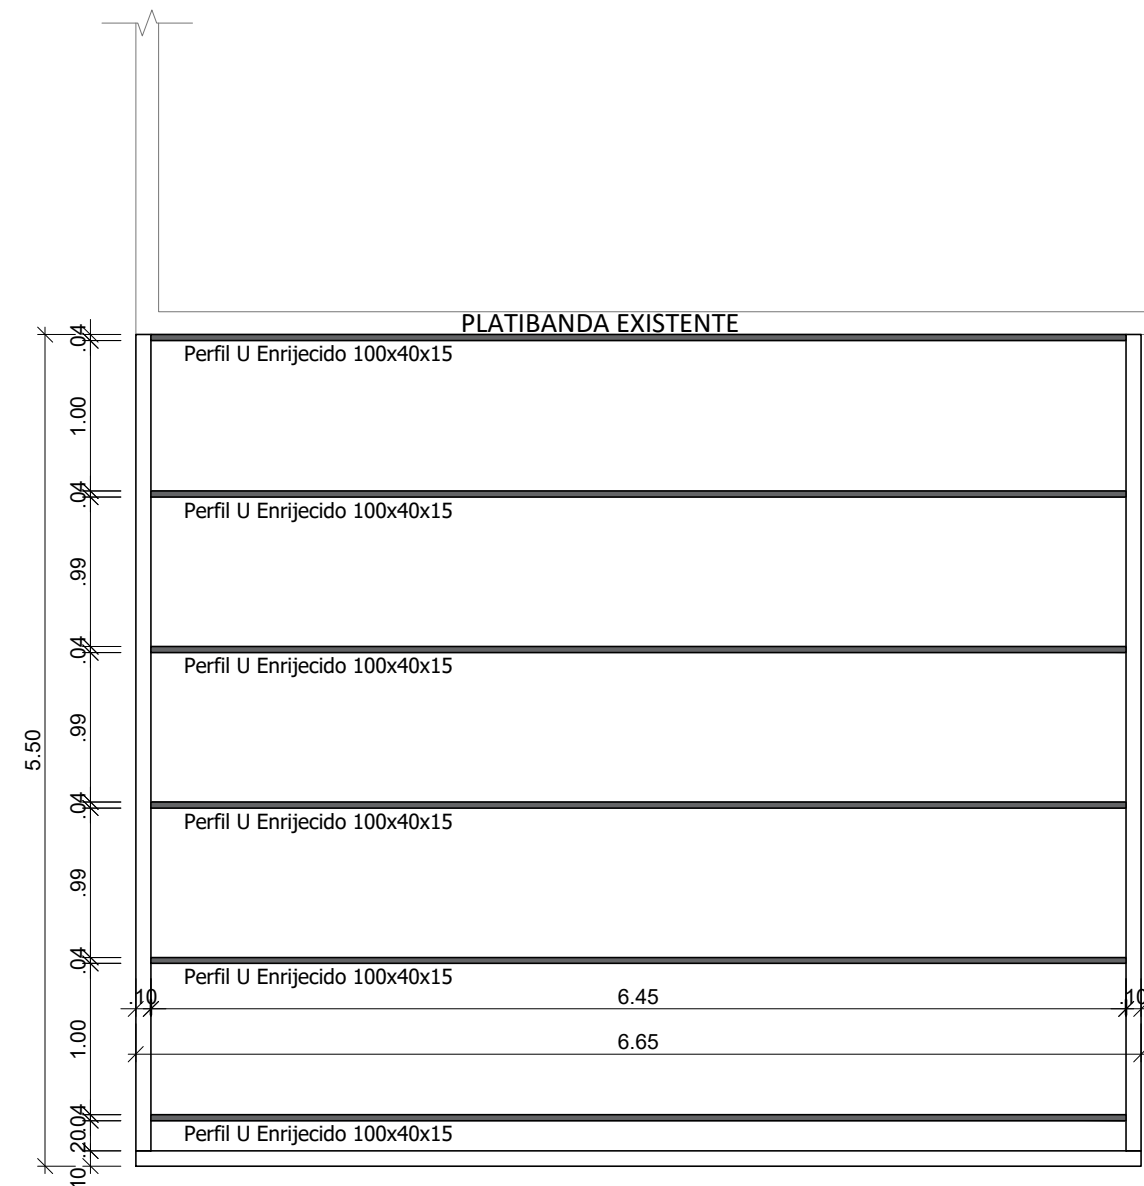 PLATIBANDA EXISTENTE
.04
Perfil U Enrijecido 100x40x15
1.00
.04
Perfil U Enrijecido 100x40x15
.99
.04
Perfil U Enrijecido 100x40x15
.99
5.50
.04
Perfil U Enrijecido 100x40x15
.99
.04
Perfil U Enrijecido 100x40x15
.10 6.45 .10
1.00
6.65
.04
.20
Perfil U Enrijecido 100x40x15
.10